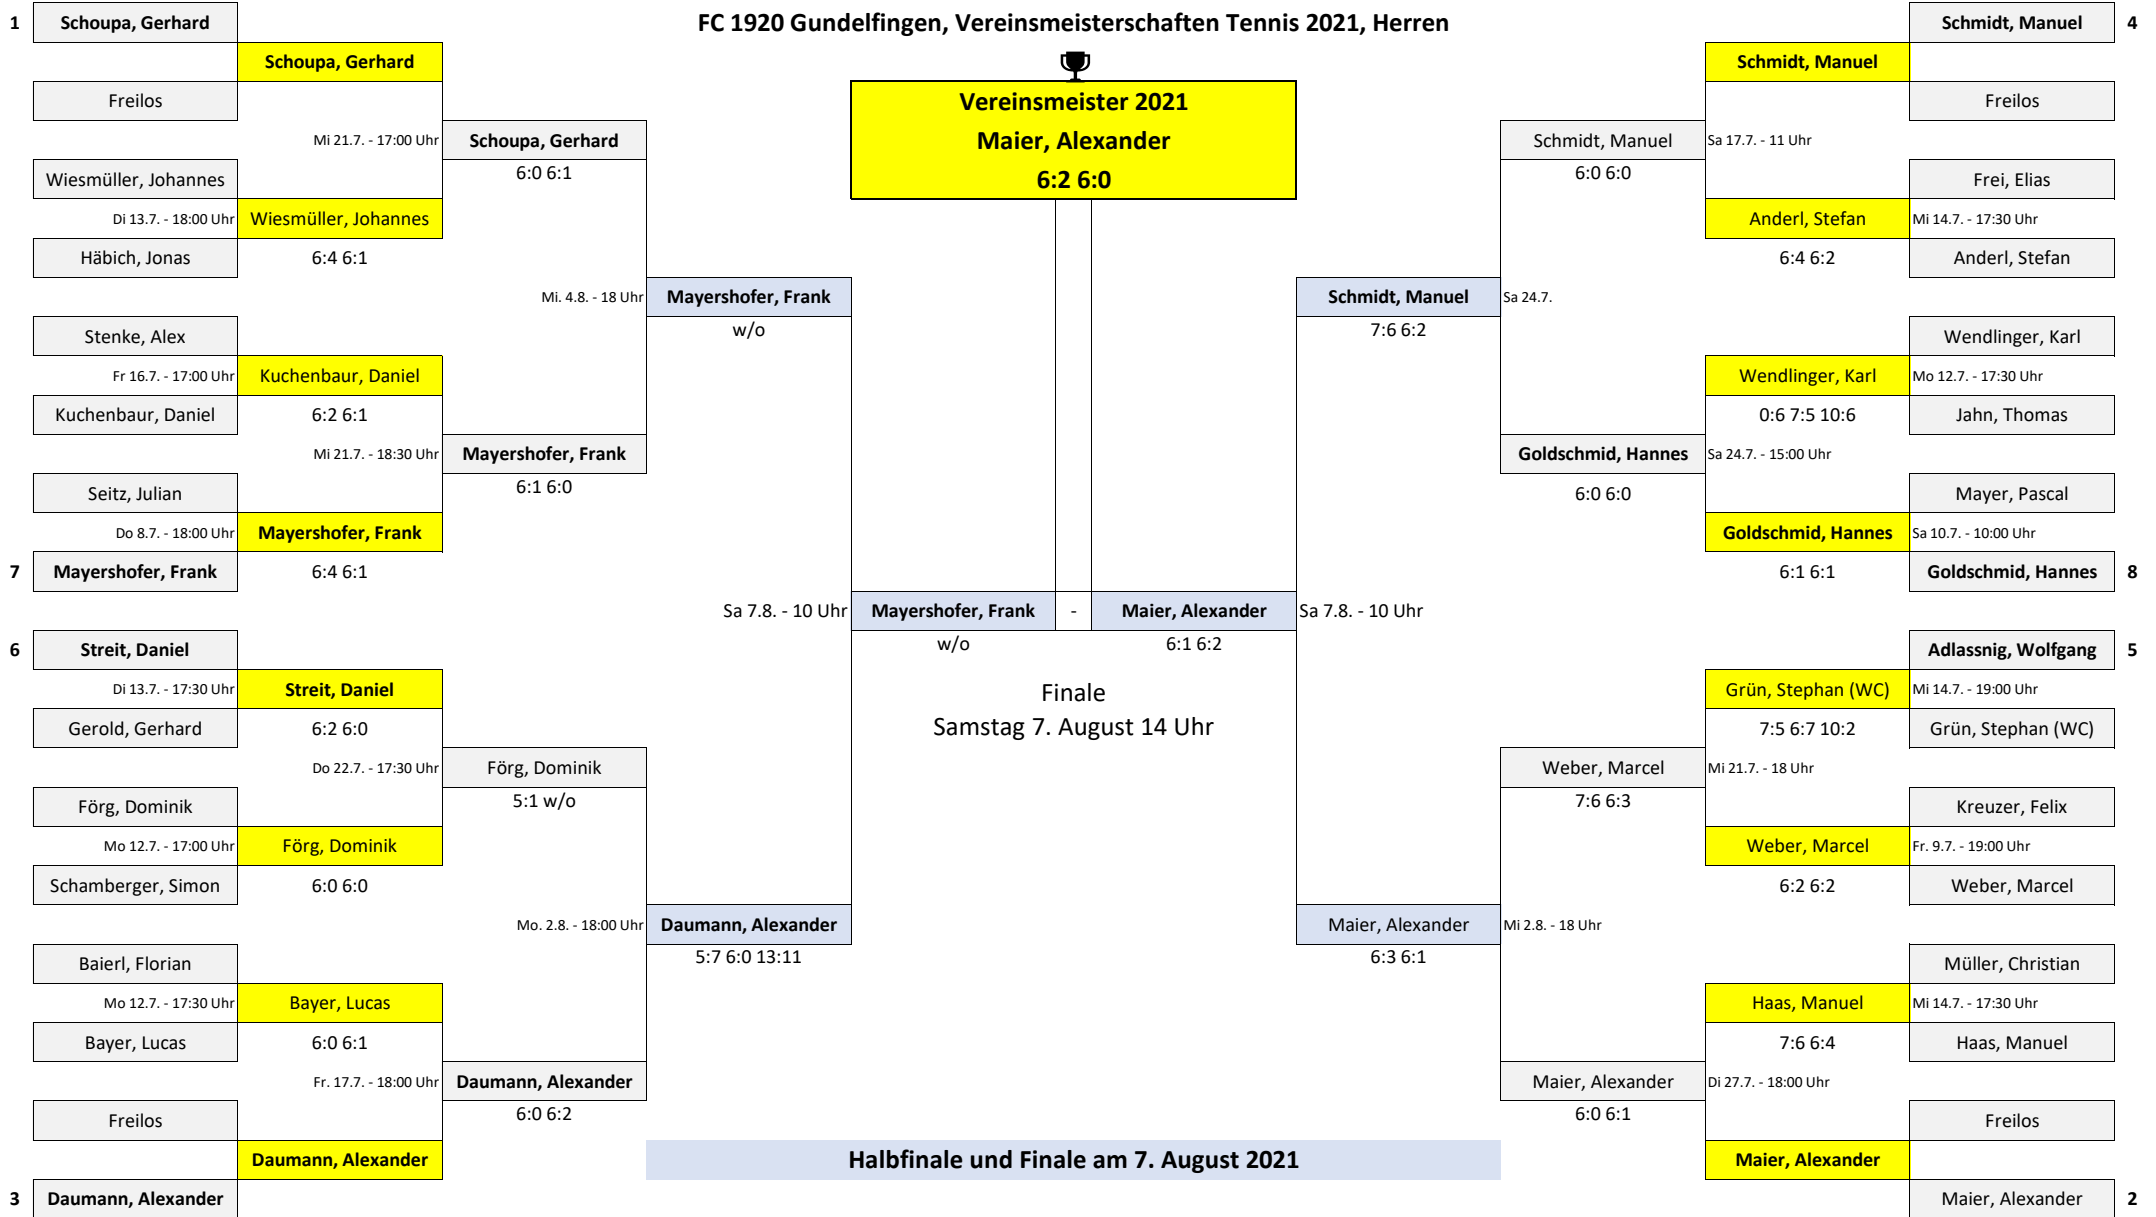 FC 1920 Gundelfingen, Vereinsmeisterschaften Tennis 2021, Herren
1 Schoupa, Gerhard
Schoupa, Gerhard
Freilos
Mi 21.7. - 17:00 Uhr
Schoupa, Gerhard
6:0 6:1
Wiesmüller, Johannes
Di 13.7. - 18:00 Uhr
Wiesmüller, Johannes
Häbich, Jonas
6:4 6:1
Mi. 4.8. - 18 Uhr
Mayershofer, Frank
w/o
Stenke, Alex
Fr 16.7. - 17:00 Uhr
Kuchenbaur, Daniel
Kuchenbaur, Daniel
6:2 6:1
Mi 21.7. - 18:30 Uhr
Mayershofer, Frank
6:1 6:0
Seitz, Julian
Do 8.7. - 18:00 Uhr
Mayershofer, Frank
7 Mayershofer, Frank
6:4 6:1
6 Streit, Daniel
Di 13.7. - 17:30 Uhr
Streit, Daniel
Gerold, Gerhard
6:2 6:0
Do 22.7. - 17:30 Uhr
Förg, Dominik
5:1 w/o
Förg, Dominik
Mo 12.7. - 17:00 Uhr
Förg, Dominik
Schamberger, Simon
6:0 6:0
Mo. 2.8. - 18:00 Uhr
Daumann, Alexander
5:7 6:0 13:11
Baierl, Florian
Mo 12.7. - 17:30 Uhr
Bayer, Lucas
Bayer, Lucas
6:0 6:1
Fr. 17.7. - 18:00 Uhr
Daumann, Alexander
6:0 6:2
Freilos
Daumann, Alexander
3 Daumann, Alexander
Vereinsmeister 2021
Maier, Alexander
6:2 6:0
Sa 7.8. - 10 Uhr
Mayershofer, Frank - Maier, Alexander
Sa 7.8. - 10 Uhr
w/o
6:1 6:2
Finale
Samstag 7. August 14 Uhr
Halbfinale und Finale am 7. August 2021
Schmidt, Manuel 4
Schmidt, Manuel
Freilos
Schmidt, Manuel
Sa 17.7. - 11 Uhr
6:0 6:0
Frei, Elias
Anderl, Stefan
Mi 14.7. - 17:30 Uhr
6:4 6:2
Anderl, Stefan
Schmidt, Manuel
Sa 24.7.
7:6 6:2
Wendlinger, Karl
Wendlinger, Karl
Mo 12.7. - 17:30 Uhr
0:6 7:5 10:6
Jahn, Thomas
Goldschmid, Hannes
Sa 24.7. - 15:00 Uhr
6:0 6:0
Mayer, Pascal
Goldschmid, Hannes
Sa 10.7. - 10:00 Uhr
6:1 6:1
Goldschmid, Hannes 8
Adlassnig, Wolfgang 5
Grün, Stephan (WC)
Mi 14.7. - 19:00 Uhr
7:5 6:7 10:2
Grün, Stephan (WC)
Weber, Marcel
Mi 21.7. - 18 Uhr
7:6 6:3
Kreuzer, Felix
Weber, Marcel
Fr. 9.7. - 19:00 Uhr
6:2 6:2
Weber, Marcel
Maier, Alexander
Mi 2.8. - 18 Uhr
6:3 6:1
Müller, Christian
Haas, Manuel
Mi 14.7. - 17:30 Uhr
7:6 6:4
Haas, Manuel
Maier, Alexander
Di 27.7. - 18:00 Uhr
6:0 6:1
Freilos
Maier, Alexander
Maier, Alexander 2